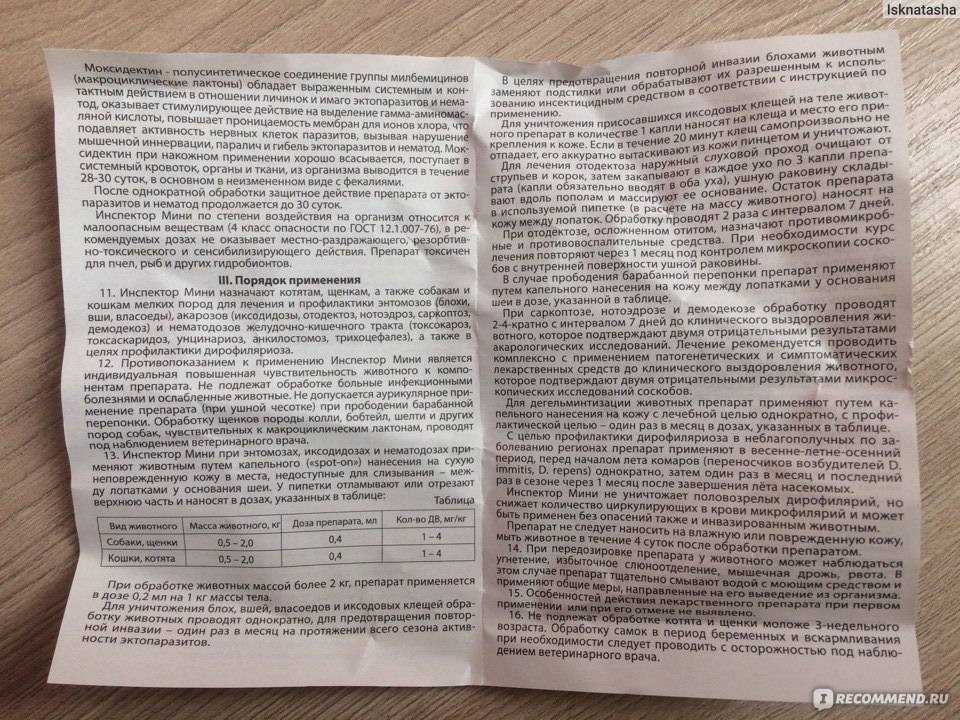 Isknatasha
Моксидектин - полусинтетическое соединение группы милбемицинов
(макроциклические лактоны) обладает выраженным системным и кон-
тактным действием в отношении личинок и имаго эктопаразитов и нема-
тод, оказывает стимулирующее действие на выделение гамма-аминомас-
ляной кислоты, повышает проницаемость мембран для ионов хлора, что
подавляет активность нервных клеток паразитов, вызывая нарушение
мышечной иннервации, паралич и гибель эктопаразитов и нематод. Мок-
сидектин при накожном применении хорошо всасывается, поступает в
системный кровоток, органы и ткани, из организма выводится в течение
28-30 суток, в основном в неизмененном виде с фекалиями.
После однократной обработки защитное действие препарата от экто-
паразитов и нематод продолжается до 30 суток.
Инспектор Мини по степени воздействия на организм относится к
малоопасным веществам (4 класс опасности по ГОСТ 12.1.007-76), в ре-
комендуемых дозах не оказывает местно-раздражающего, резорбтив-
но-токсического и сенсибилизирующего действия. Препарат токсичен
для пчел, рыб и других гидробионтов.
III. Порядок применения
11. Инспектор Мини назначают котятам, щенкам, а также собакам и
кошкам мелких пород для лечения и профилактики энтомозов (блохи,
вши, власоеды), акарозов (иксодидозы, отодектоз, нотоэдроз, саркоптоз,
демодекоз) и нематодозов желудочно-кишечного тракта (токсокароз,
токсаскаридоз, унцинариоз, анкилостомоз, трихоцефалез), а также в
целях профилактики дирофиляриоза.
12. Противопоказанием к применению Инспектор Мини является
индивидуальная повышенная чувствительность животного к компо-
нентам препарата. Не подлежат обработке больные инфекционными
болезнями и ослабленные животные. Не допускается аурикулярное при-
менение препарата (при ушной чесотке) при прободении барабанной
перепонки. Обработку щенков породы колли, бобтейл, шелти и других
пород собак, чувствительных к макроциклическим лактонам, проводят
под наблюдением ветеринарного врача.
13. Инспектор Мини при энтомозах, иксодидозах и нематодозах при-
меняют животным путем капельного («spot-on») нанесения на сухую
неповрежденную кожу в места, недоступные для слизывания – меж-
ду лопатками у основания шеи. У пипетки отламывают или отрезают
верхнюю часть и наносят в дозах, указанных в таблице:
Таблица
Вид животного Масса животного, кг Доза препарата, мл Кол-во ДВ, мг/кг
Собаки, щенки 0,5 – 2,0 0,4 1 – 4
Кошки, котята 0,5 – 2,0 0,4 1 – 4
При обработке животных массой более 2 кг, препарат применяется
в дозе 0,2 мл на 1 кг массы тела.
Для уничтожения блох, вшей, власоедов и иксодовых клещей обра-
ботку животных проводят однократно, для предотвращения повтор-
ной инвазии – один раз в месяц на протяжении всего сезона актив-
ности эктопаразитов.
В целях предотвращения повторной инвазии блохами животным
заменяют подстилки или обрабатывают их разрешенным к исполь-
зованию инсектицидным средством в соответствии с инструкцией по
применению.
Для уничтожения присосавшихся иксодовых клещей на теле живот-
ного препарат в количестве 1 капли наносят на клеща и место его при-
крепления к коже. Если в течение 20 минут клещ самопроизвольно не
отпадает, его аккуратно вытаскивают из кожи пинцетом и уничтожают.
Для лечения отодектоза наружный слуховой проход очищают от
струпьев и корок, затем закапывают в каждое ухо по 3 капли препа-
рата (капли обязательно вводят в оба уха), ушную раковину склады-
вают вдоль пополам и массируют ее основание. Остаток препарата
в используемой пипетке (в расчете на массу животного) наносят на
кожу между лопаток. Обработку проводят 2 раза с интервалом 7 дней.
При отодектозе, осложненном отитом, назначают противомикроб-
ные и противовоспалительные средства. При необходимости курс
лечения повторяют через 1 месяц под контролем микроскопии соско-
бов с внутренней поверхности ушной раковины.
В случае прободения барабанной перепонки препарат применяют
путем капельного нанесения на кожу между лопатками у основания
шеи в дозе, указанной в таблице.
При саркоптозе, нотоэдрозе и демодекозе обработку проводят
2-4-кратно с интервалом 7 дней до клинического выздоровления жи-
вотного, которое подтверждают двумя отрицательными результатами
акарологических исследований. Лечение рекомендуется проводить
комплексно с применением патогенетических и симптоматических
лекарственных средств до клинического выздоровления животного,
которое подтверждают двумя отрицательными результатами микрос-
копических исследований соскобов.
Для дегельминтизации животных препарат применяют путем ка-
пельного нанесения на кожу с лечебной целью однократно, с профи-
лактической целью – один раз в месяц в дозах, указанных в таблице.
С целью профилактики дирофиляриоза в неблагополучных по за-
болеванию регионах препарат применяют в весенне-летне-осенний
период, перед началом лета комаров (переносчиков возбудителей D.
immitis, D. repens) однократно, затем один раз в месяц и последний
раз в сезоне через 1 месяц после завершения лёта насекомых.
Инспектор Мини не уничтожает половозрелых дирофилярий, но
снижает количество циркулирующих в крови микрофилярий и может
быть применен без опасений также и инвазированным животным.
Препарат не следует наносить на влажную или поврежденную кожу,
мыть животное в течение 4 суток после обработки препаратом.
14. При передозировке препарата у животного может наблюдаться
угнетение, избыточное слюноотделение, мышечная дрожь, рвота. В
этом случае препарат тщательно смывают водой с моющим средством и
применяют общие меры, направленные на его выведение из организма.
15. Особенностей действия лекарственного препарата при первом
применении или при его отмене не выявлено.
16. Не подлежат обработке котята и щенки моложе 3-недельного
возраста. Обработку самок в период беременных и вскармливания
при необходимости следует проводить с осторожностью под наблю-
дением ветеринарного врача.
IRECOMMEND.RU